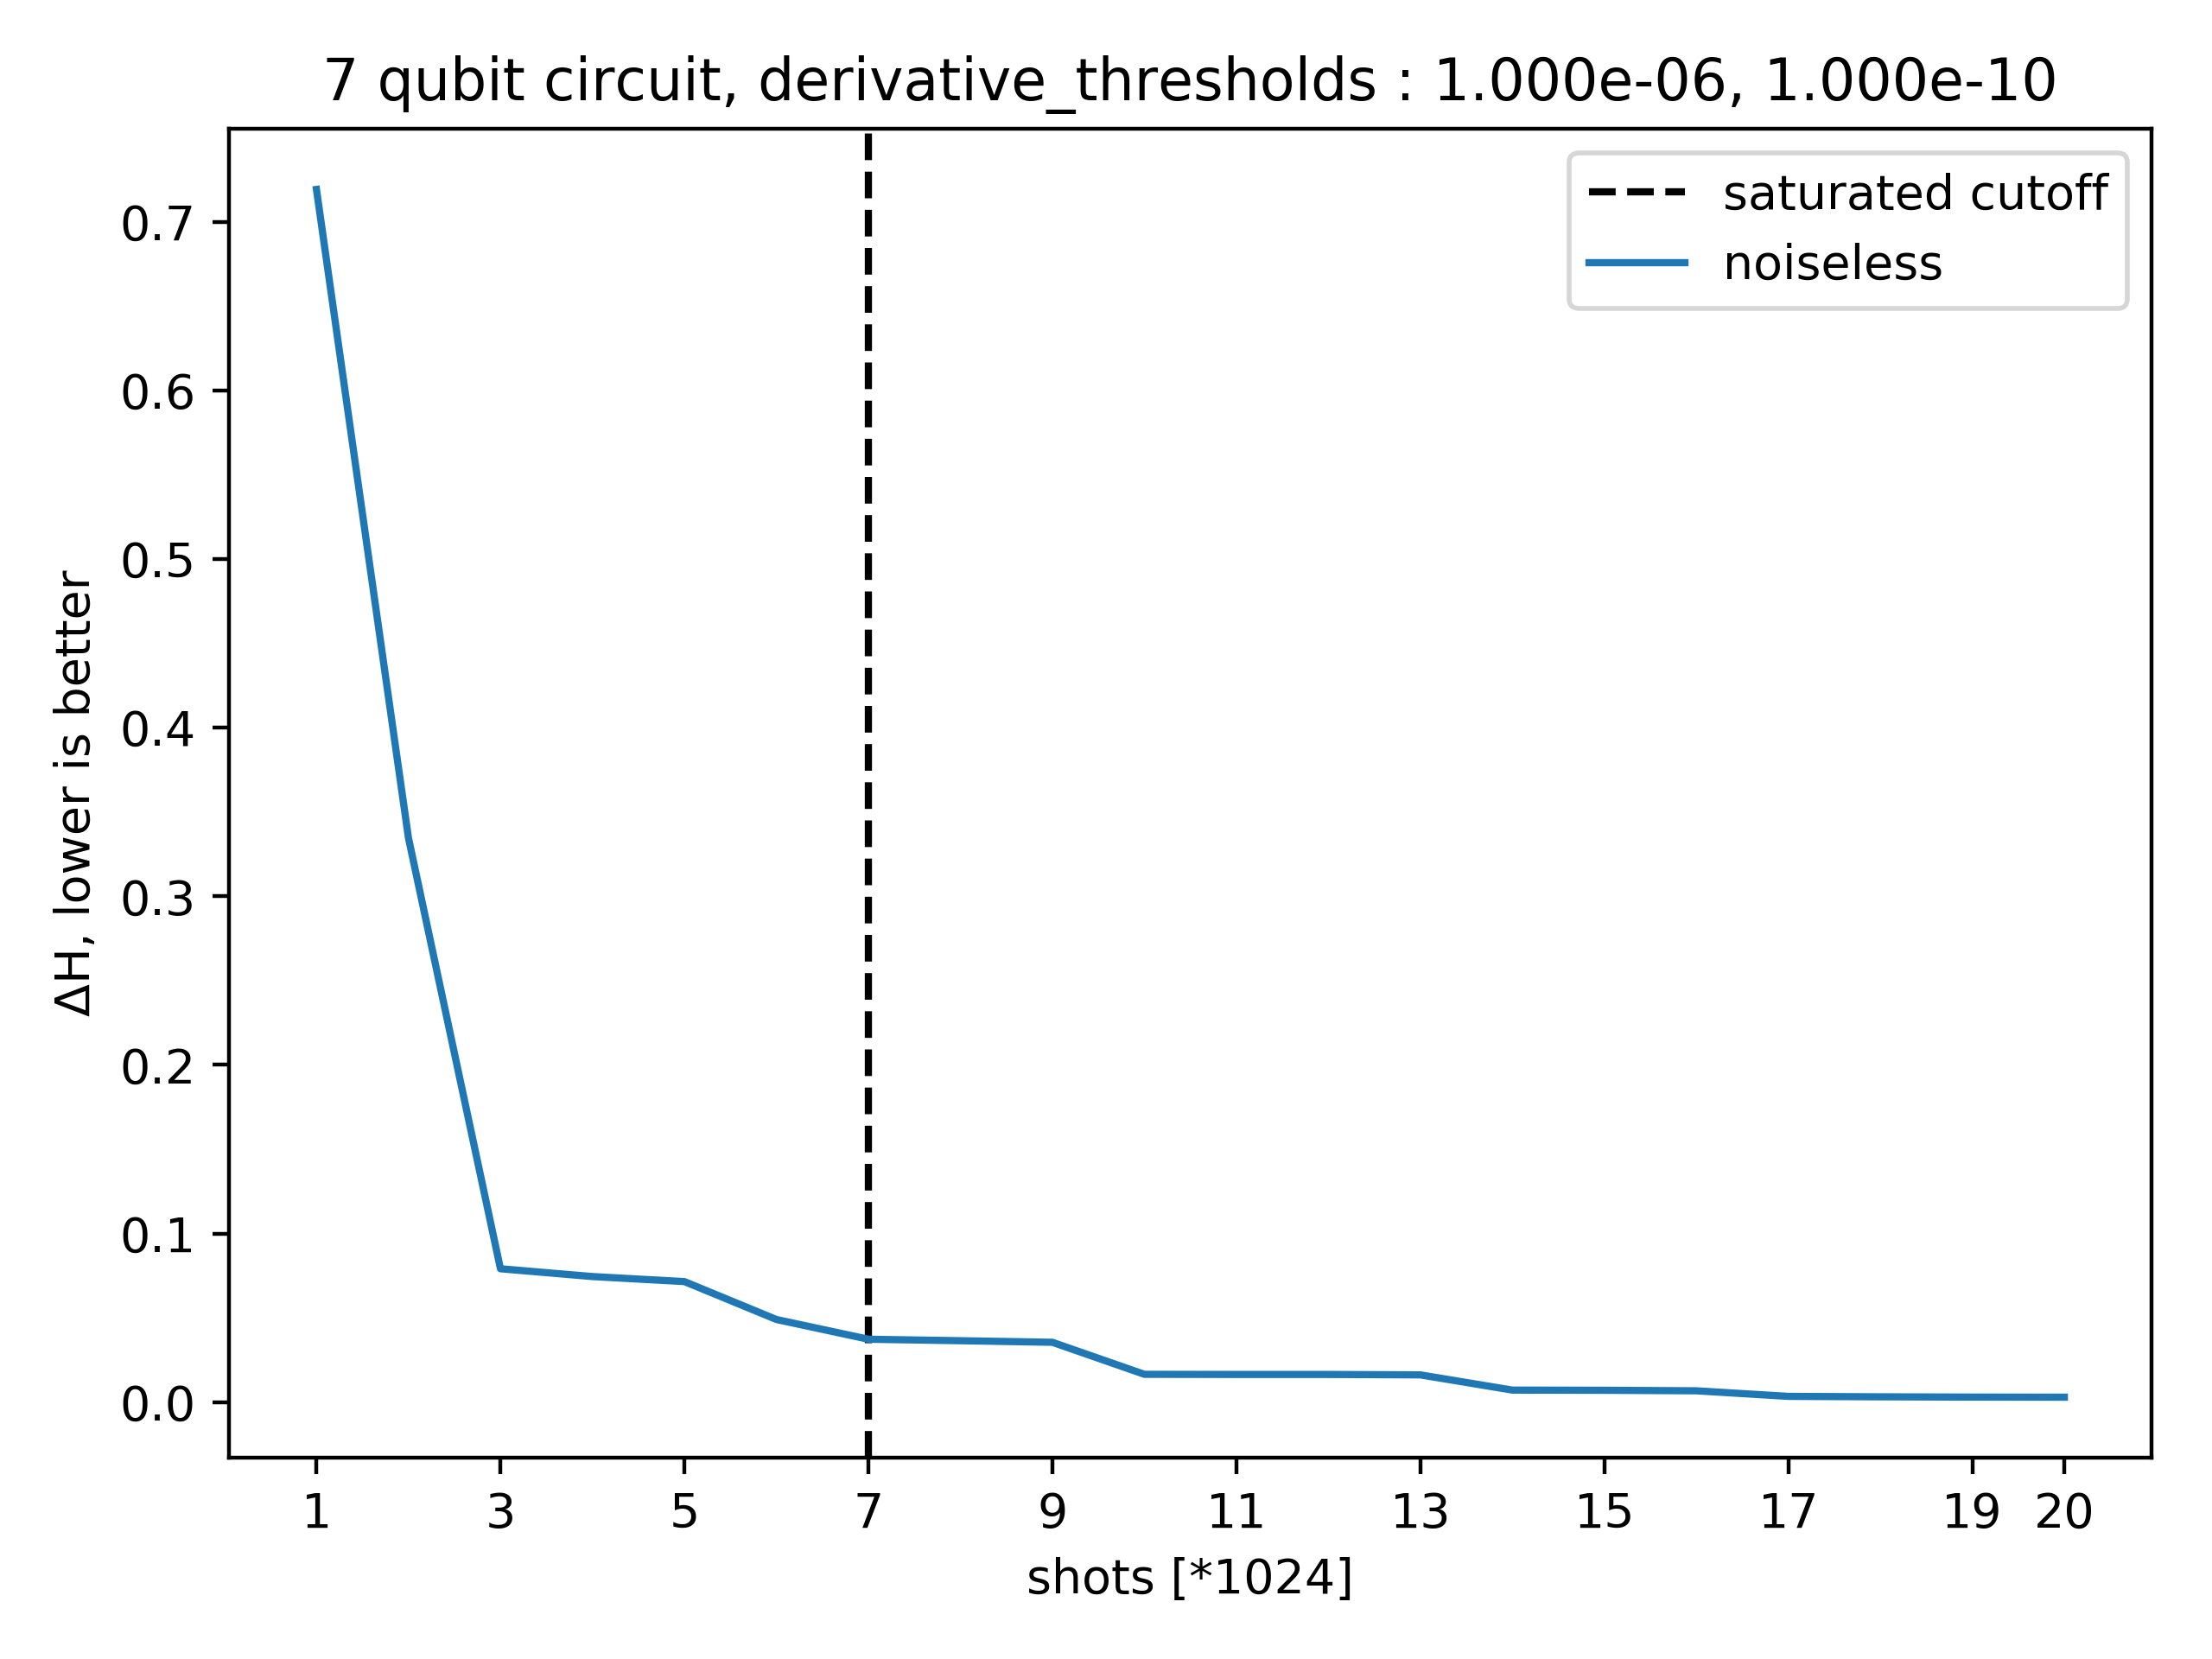 7 qubit circuit, derivative_thresholds : 1.000e-06, 1.000e-10
saturated cutoff
noiseless
ΔH, lower is better
0.7
0.6
0.5
0.4
0.3
0.2
0.1
0.0
1 3 5 7 9 11 13 15 17 19 20
shots [*1024]